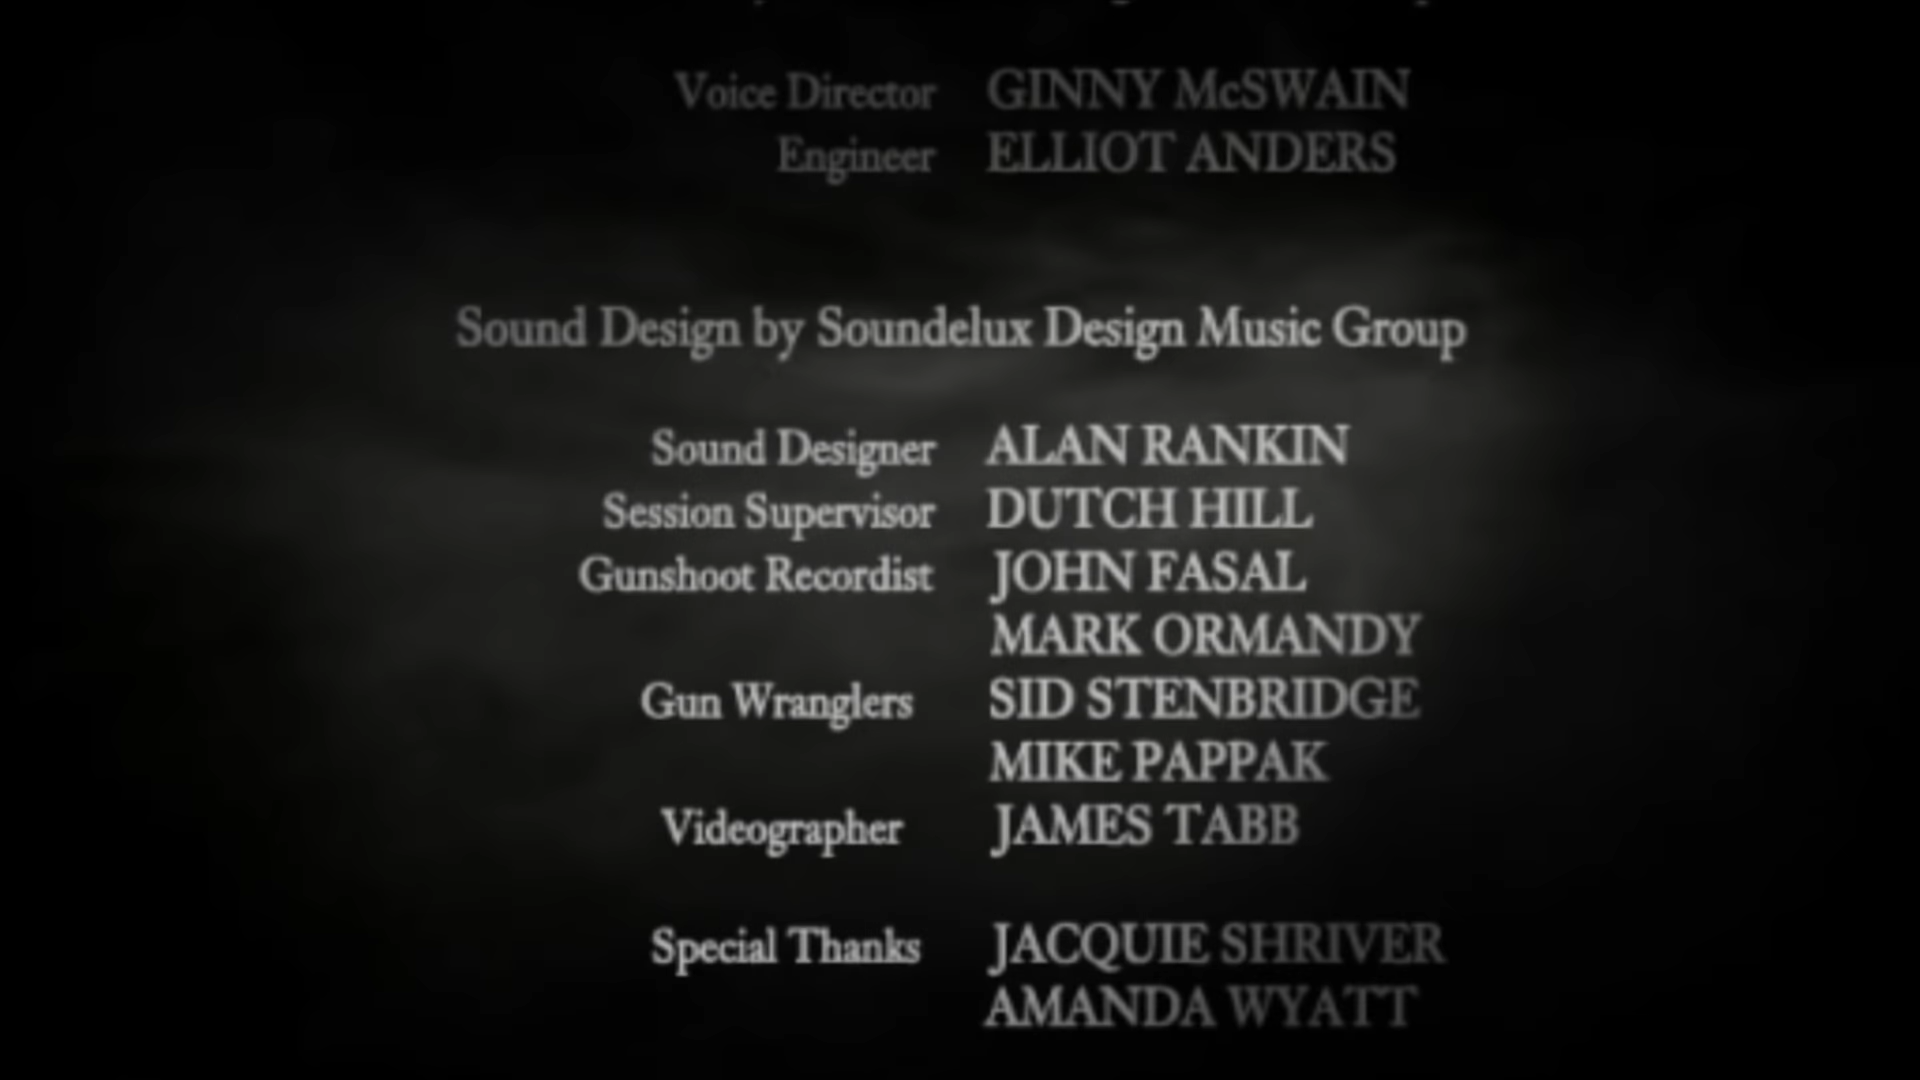 Voice Director GINNY McSWAIN
Engineer ELLIOT ANDERS
Sound Design by Soundelux Design Music Group
Sound Designer ALAN RANKIN
Session Supervisor DUTCH HILL
Gunshoot Recordist JOHN FASAL
MARK ORMANDY
Gun Wranglers SID STENBRIDGE
MIKE PAPPAK
Videographer JAMES TABB
Special Thanks JACQUIE SHRIVER
AMANDA WYATT